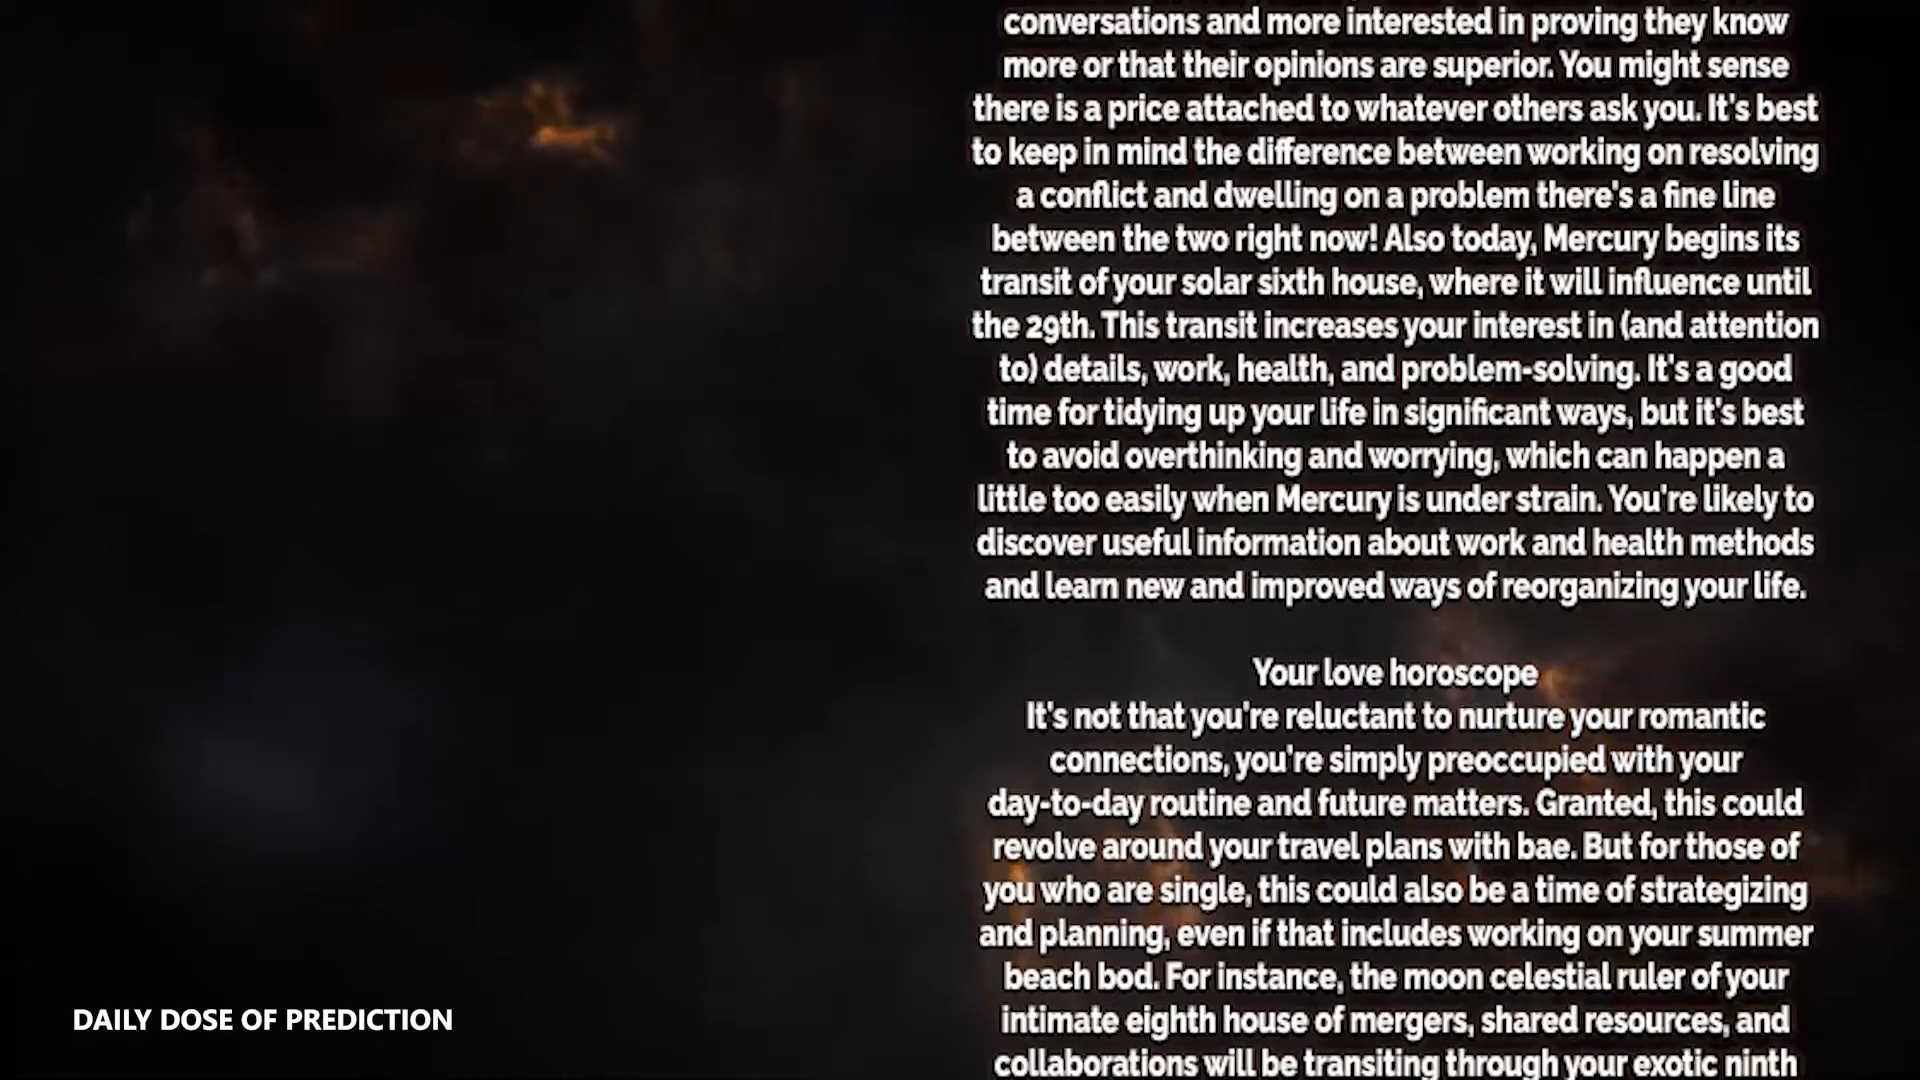 conversations and more interested in proving they know
more or that their opinions are superior. You might sense
there is a price attached to whatever others ask you. It's best
to keep in mind the difference between working on resolving
a conflict and dwelling on a problem there's a fine line
between the two right now! Also today, Mercury begins its
transit of your solar sixth house, where it will influence until
the 29th. This transit increases your interest in (and attention
to) details, work, health, and problem-solving. It's a good
time for tidying up your life in significant ways, but it's best
to avoid overthinking and worrying, which can happen a
little too easily when Mercury is under strain. You're likely to
discover useful information about work and health methods
and learn new and improved ways of reorganizing your life.
Your love horoscope
It's not that you're reluctant to nurture your romantic
connections, you're simply preoccupied with your
day-to-day routine and future matters. Granted, this could
revolve around your travel plans with bae. But for those of
you who are single, this could also be a time of strategizing
and planning, even if that includes working on your summer
beach bod. For instance, the moon celestial ruler of your
intimate eighth house of mergers, shared resources, and
collaborations will be transiting through your exotic ninth
DAILY DOSE OF PREDICTION